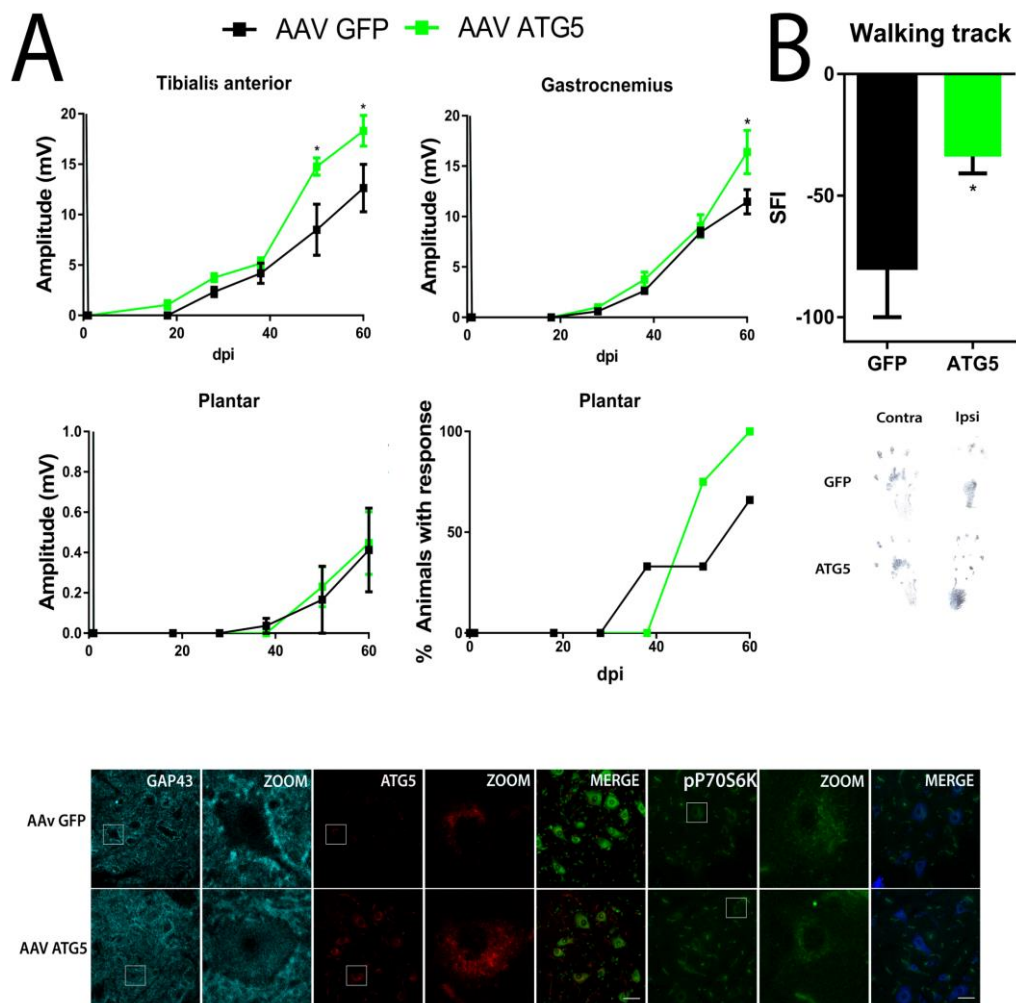 A
AAV GFP
AAV ATG5
B
Walking track
Tibialis anterior
Gastrocnemius
20
15
10
5
0
Amplitude (mV)
*
*
0
20
40
60
dpi
20
15
10
5
0
Amplitude (mV)
*
0
20
40
60
dpi
-0
-50
-100
SFI
*
GFP
ATG5
Plantar
Plantar
1.0
0.8
0.6
0.4
0.2
0.0
Amplitude (mV)
0
20
40
60
100
50
0
% Animals with response
0
20
40
60
dpi
Contra
Ipsi
GFP
ATG5
GAP43
ZOOM
ATG5
ZOOM
MERGE
pP70S6K
ZOOM
MERGE
AAv GFP
AAV ATG5